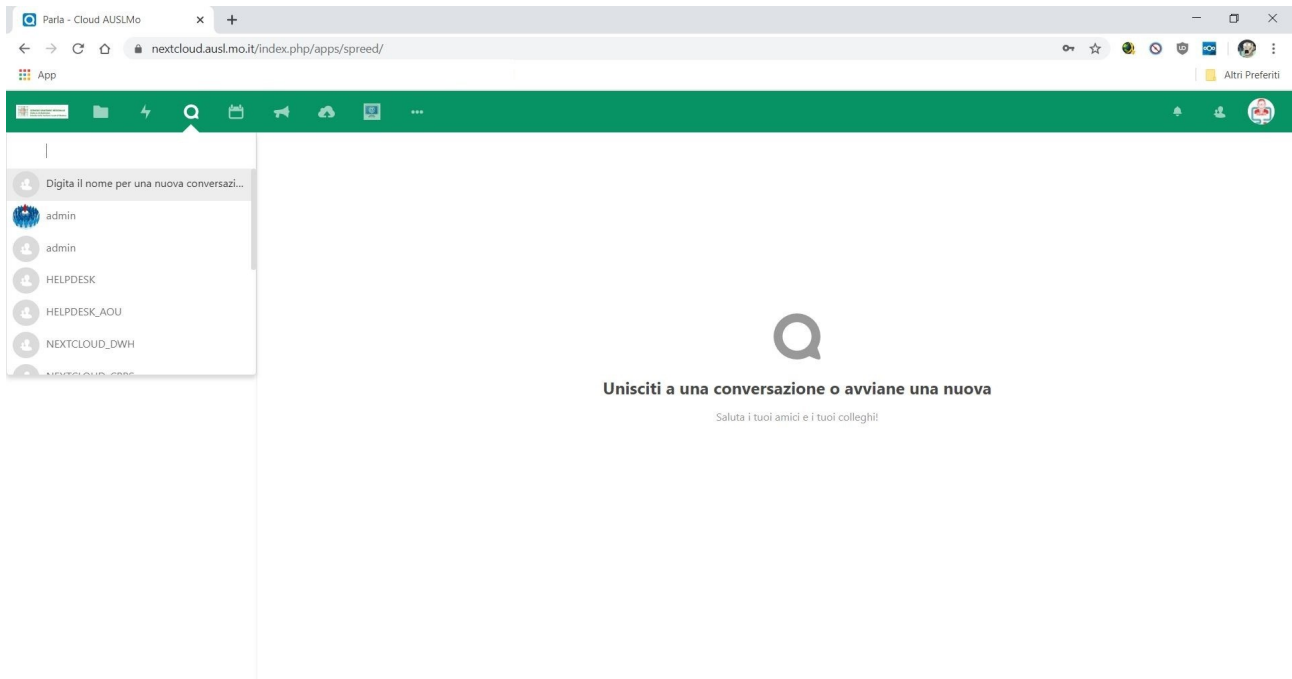 Parla - Cloud AUSLMo
nextcloud.ausl.mo.it/index.php/apps/spreed/
App
Altri Preferiti
Digita il nome per una nuova conversazi...
admin
admin
HELPDESK
HELPDESK_AOU
NEXTCLOUD_DWH
Unisciti a una conversazione o avviane una nuova
Saluta i tuoi amici e i tuoi colleghi!